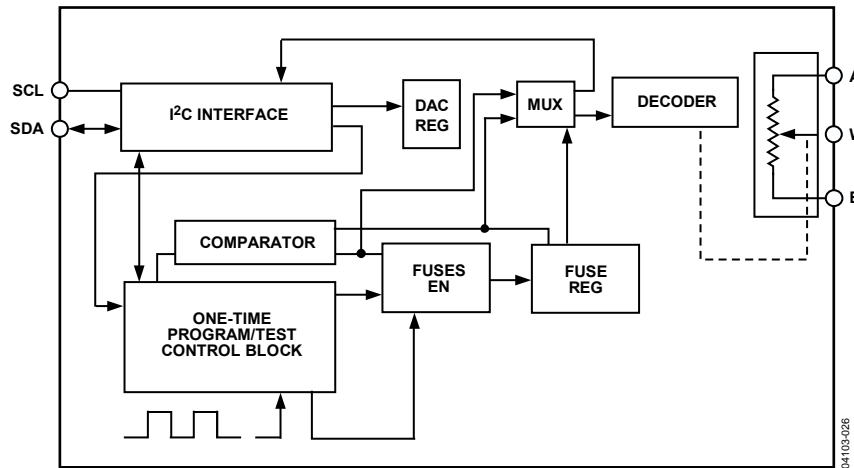 SCL
SDA
I²C INTERFACE
DAC
REG
MUX
DECODER
A
W
B
COMPARATOR
FUSES
EN
FUSE
REG
ONE-TIME
PROGRAM/TEST
CONTROL BLOCK
04103-026